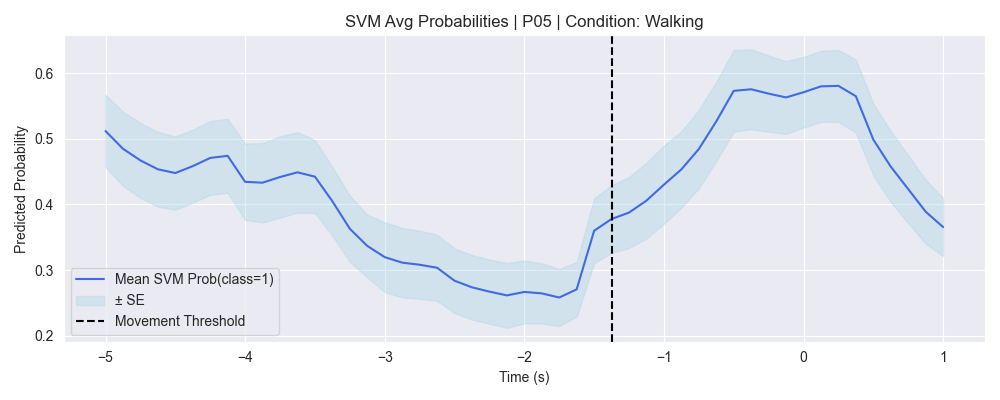 SVM Avg Probabilities | P05 | Condition: Walking
Predicted Probability
0.6
0.5
0.4
0.3
0.2
Mean SVM Prob(class=1)
± SE
Movement Threshold
−5
−4
−3
−2
−1
0
1
Time (s)